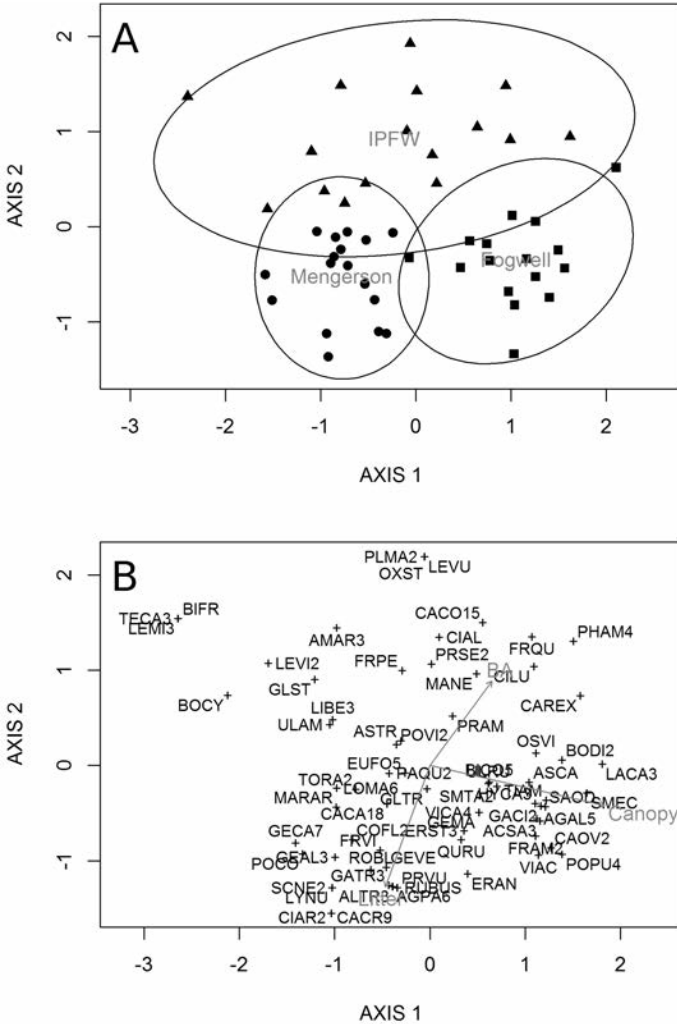 A
2
1
0
-1
AXIS 2
IPFW
Mengerson
Fogwell
-3 -2 -1 0 1 2
AXIS 1
B
2
1
0
-1
AXIS 2
PLMA2 LEVU
OXST
TECA3 BIFR
LEMI3
CACO15
AMAR3 CIAL FRQU PHAM4
LEVI2 FRPE PRSE2 BA
GLST MANE CILU
BOCY LIBE3 CAREX
ULAM ASTR POVI2 PRAM
OSVI BODI2
EUFO5 PAQU2 ASCA LACA3
TORA2 LOMA6
MARAR GLTR SMTA2 SMEC
CACA18 VICA4 GACI2 Canopy
GEMA AGAL5
GECA7 COFL2 ERST3 ACSA3 CAOV2
FRVI FRAM2
POCO GEAL3 ROBL GEVE QURU VIAC POPU4
GATR3 PRVU ERAN
SCNE2 RUBUS
LYNU ALTR3 Litter AGPA6
CIAR2 CACR9
-3 -2 -1 0 1 2
AXIS 1